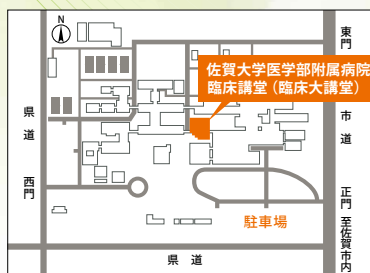 N
東門
佐賀大学医学部附属病院
臨床講堂（臨床大講堂）
県道
市道
西門
正門
至佐賀市内
駐車場
県道